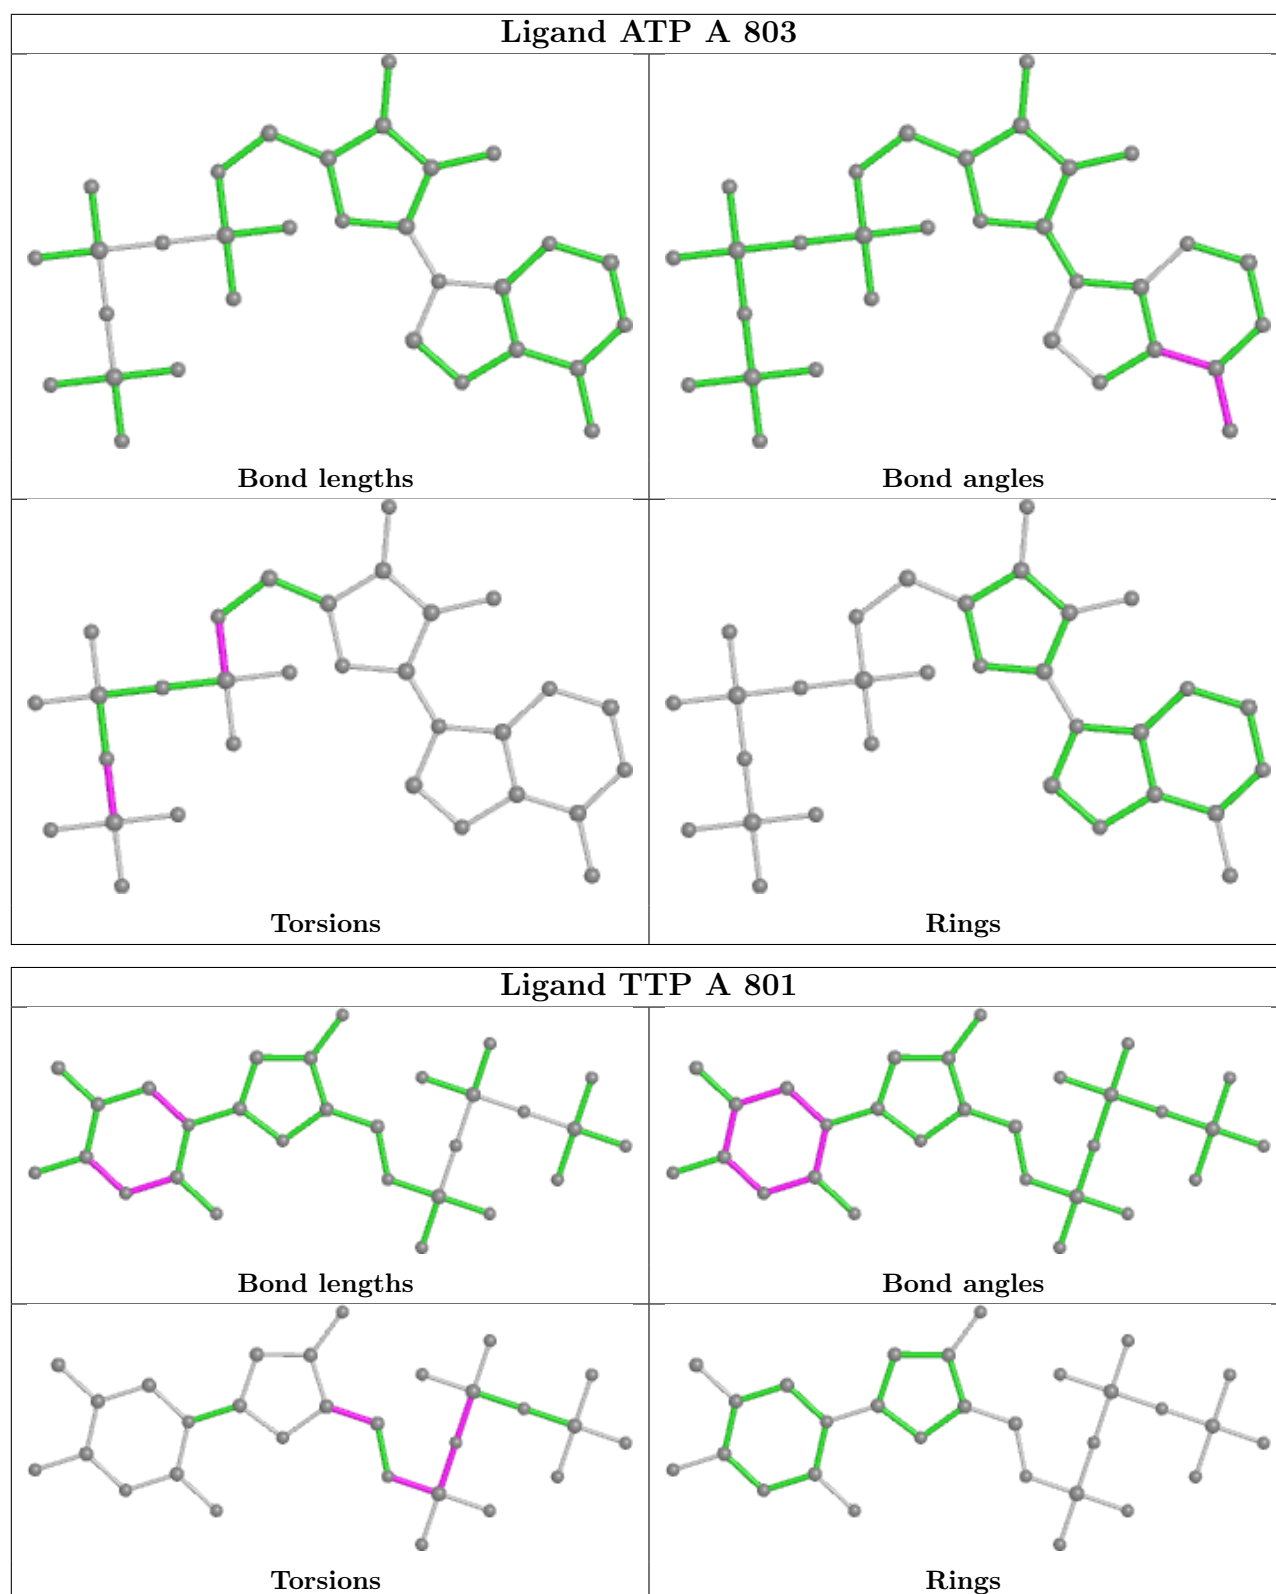 Ligand ATP A 803
Bond lengths
Bond angles
Torsions
Rings
Ligand TTP A 801
Bond lengths
Bond angles
Torsions
Rings